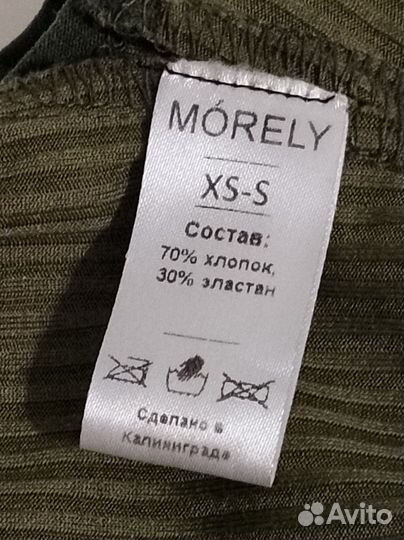 MÓRELY
XS-S
Состав:
70% хлопок,
30% эластан
Сделано в
Калининграде
Avito